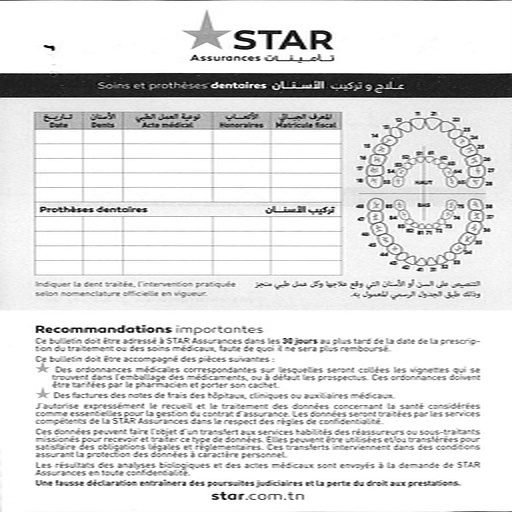 STAR
Assurances تـأمينـات
Soins et prothèses dentaires علاج و تركيب الأسنـان
تـاريـخ الأسنان نوعية العمل الطبي الأتعـــاب المعرف الجبـائي
Date Dents Acte médical Honoraires Matricule fiscal
Prothèses dentaires تركيب الأسنـان
HAUT
BAS
Indiquer la dent traitée, l'intervention pratiquée
selon nomenclature officielle en vigueur.
التنصيص على السن أو الأسنان التي وقع علاجها وكل عمل طبي منجز
وذلك طبق الجدول الرسمي المعمول به.
Recommandations importantes
Ce bulletin doit être adressé à STAR Assurances dans les 30 jours au plus tard de la date de la prescrip-
tion du traitement ou des soins médicaux, faute de quoi il ne sera plus remboursé.
Ce bulletin doit être accompagné des pièces suivantes :
Des ordonnances médicales correspondantes sur lesquelles seront collées les vignettes qui se
trouvent dans l'emballage des médicaments, ou à défaut les prospectus. Ces ordonnances doivent
être tarifées par le pharmacien et porter son cachet.
Des factures des notes de frais des hôpitaux, cliniques ou auxiliaires médicaux.
J'autorise expressément le recueil et le traitement des données concernant la santé considérées
comme essentielles pour la gestion du contrat d'assurance. Les données seront traitées par les services
compétents de la STAR Assurances dans le respect des règles de confidentialité.
Ces données peuvent faire l'objet d'un transfert aux services habilités des réassureurs ou sous-traitants
missionés pour recevoir et traiter ce type de données. Elles peuvent être utilisées et/ou transférées pour
satisfaire des obligations légales et réglementaires. Ces transferts interviennent dans des conditions
assurant la protection des données à caractère personnel.
Les résultats des analyses biologiques et des actes médicaux sont envoyés à la demande de STAR
Assurances en toute confidentialité.
Une fausse déclaration entraînera des poursuites judiciaires et la perte du droit aux prestations.
star.com.tn